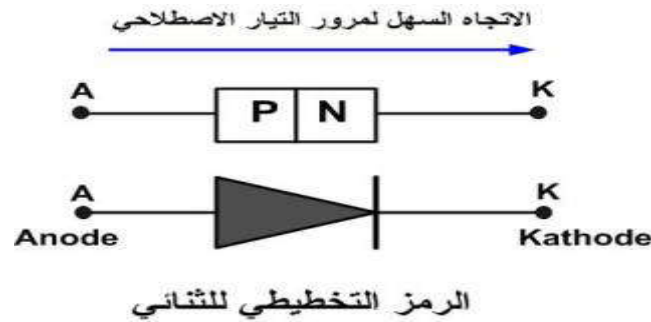 الاتجاه السهل لمرور التيار الاصطلاحي
A K
P N
A K
Anode Kathode
الرمز التخطيطي للثنائي